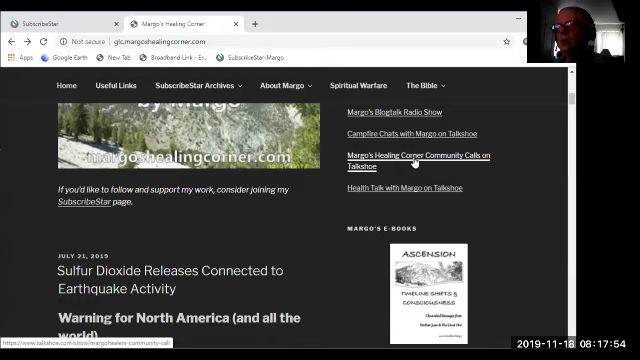 SubscribeStar
Margo's Healing Corner
Not secure
glc.margoshealingcorner.com
Apps
Google Earth
New Tab
Broadband Link - Er...
SubscribeStar-Margo
Home
Useful Links
SubscribeStar Archives
About Margo
Spiritual Warfare
The Bible
by Margo
margoshealingcorner.com
If you'd like to follow and support my work, consider joining my
SubscribeStar page.
JULY 21, 2019
Sulfur Dioxide Releases Connected to
Earthquake Activity
Warning for North America (and all the
world)
Margo's Blogtalk Radio Show
Campfire Chats with Margo on Talkshoe
Margo's Healing Corner Community Calls on
Talkshoe
Health Talk with Margo on Talkshoe
MARGO'S E-BOOKS
ASCENSION
TIMELINE SHIFTS &
CONSCIOUSNESS
https://www.talkshoe.com/show/margohealers-community-call
2019-11-18 08:17:54